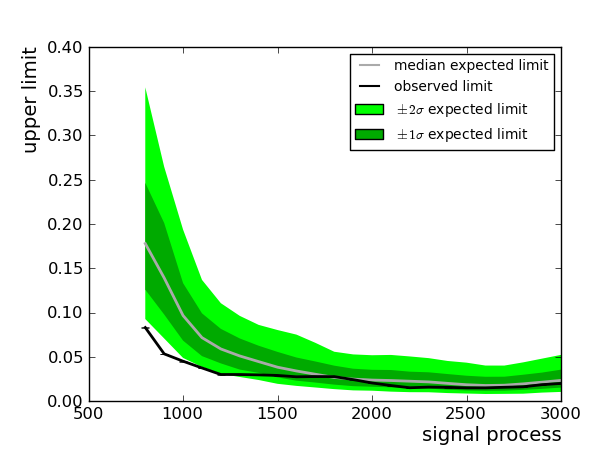 0.40
0.35
0.30
0.25
0.20
0.15
0.10
0.05
0.00
upper limit
median expected limit
observed limit
±2σ expected limit
±1σ expected limit
500 1000 1500 2000 2500 3000
signal process